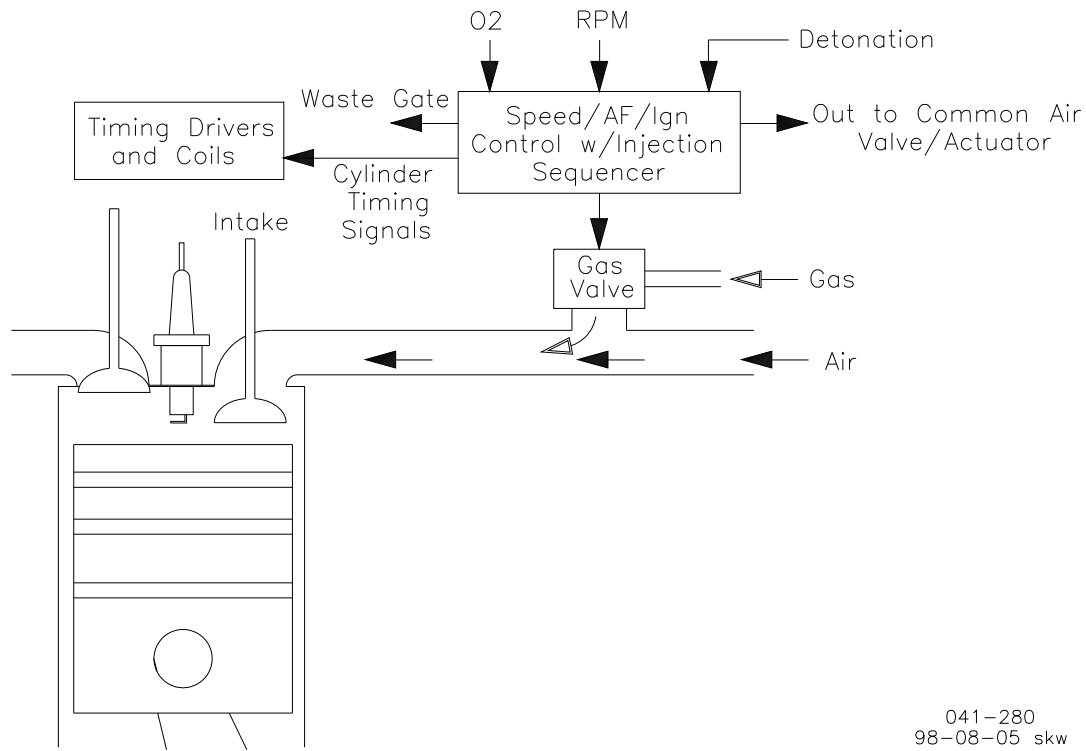 O2
RPM
Detonation
Waste Gate
Speed/AF/Ign
Control w/Injection
Sequencer
Out to Common Air
Valve/Actuator
Timing Drivers
and Coils
Cylinder
Timing
Signals
Intake
Gas
Valve
Gas
Air
041-280
98-08-05 skw